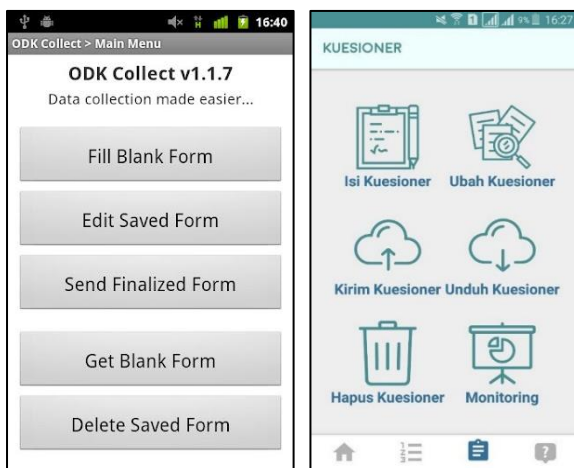 16:40
ODK Collect > Main Menu
ODK Collect v1.1.7
Data collection made easier...
Fill Blank Form
Edit Saved Form
Send Finalized Form
Get Blank Form
Delete Saved Form
1 9% 16:27
KUESIONER
Isi Kuesioner Ubah Kuesioner
Kirim Kuesioner Unduh Kuesioner
Hapus Kuesioner Monitoring